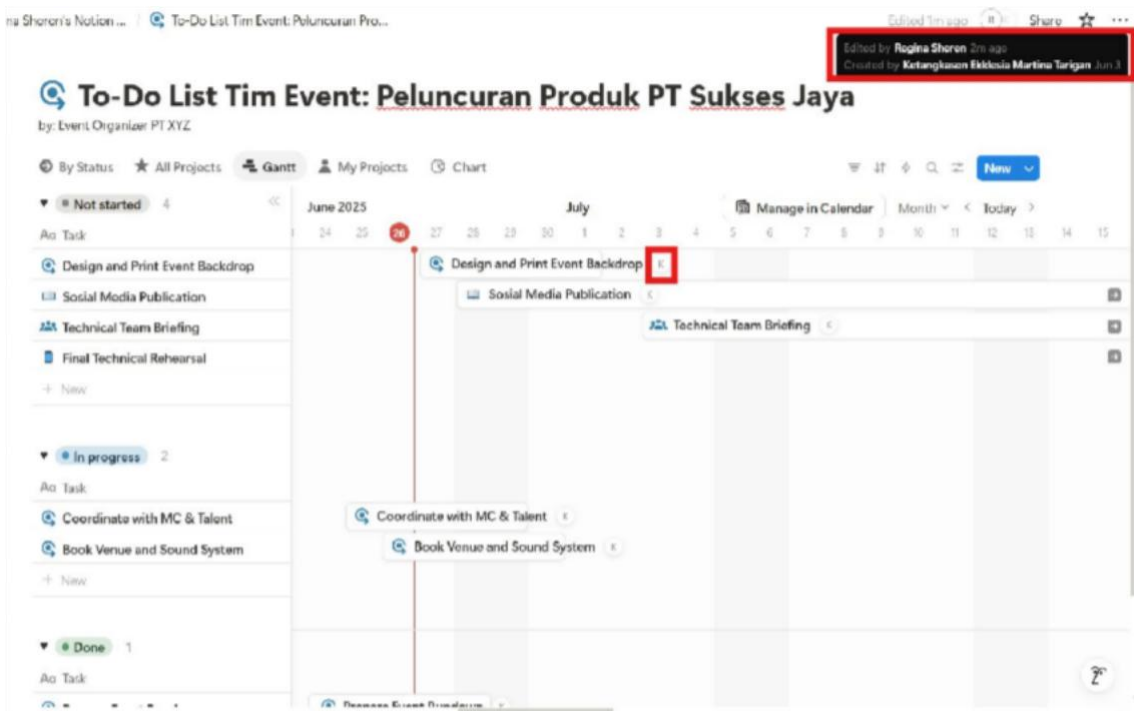 na Sheren's Notion ... / To-Do List Tim Event: Peluncuran Pro...
Edited 1m ago R Share
Edited by Regina Sheren 2m ago
Created by Ketangkasan Ekklesia Martina Tarigan Jun 3
To-Do List Tim Event: Peluncuran Produk PT Sukses Jaya
by: Event Organizer PT XYZ
By Status All Projects Gantt My Projects Chart New
Not started 4
June 2025 July Manage in Calendar Month Today
Aa Task
24 25 26 27 28 29 30 1 2 3 4 5 6 7 8 9 10 11 12 13 14 15
Design and Print Event Backdrop Design and Print Event Backdrop K
Sosial Media Publication Sosial Media Publication K
Technical Team Briefing Technical Team Briefing K
Final Technical Rehearsal
+ New
In progress 2
Aa Task
Coordinate with MC & Talent Coordinate with MC & Talent K
Book Venue and Sound System Book Venue and Sound System K
+ New
Done 1
Aa Task
Prepare Event Rundown